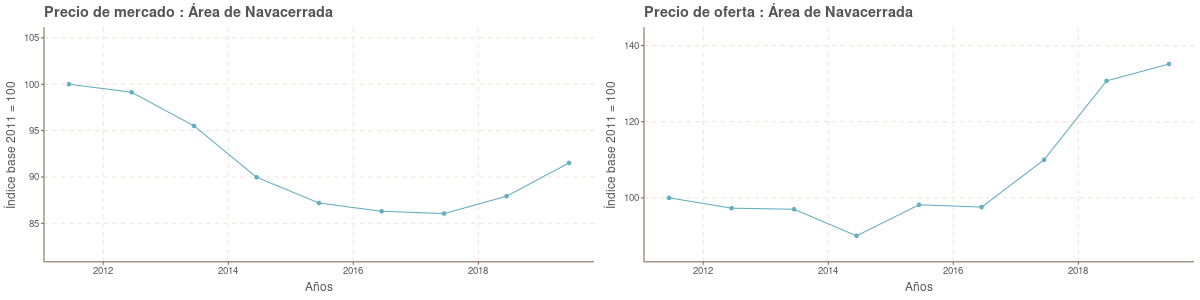 Precio de mercado : Área de Navacerrada
Índice base 2011 = 100
105
100
95
90
85
2012
2014
2016
2018
Años
Precio de oferta : Área de Navacerrada
Índice base 2011 = 100
140
120
100
2012
2014
2016
2018
Años